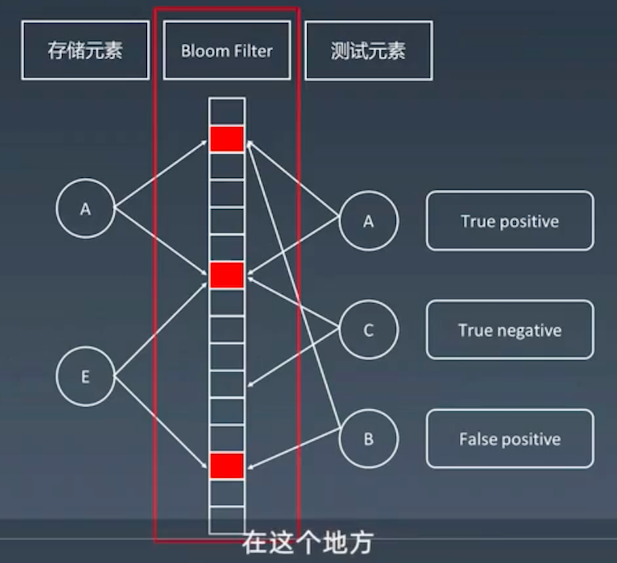 存储元素
Bloom Filter
测试元素
A
A
True positive
C
True negative
E
B
False positive
在这个地方